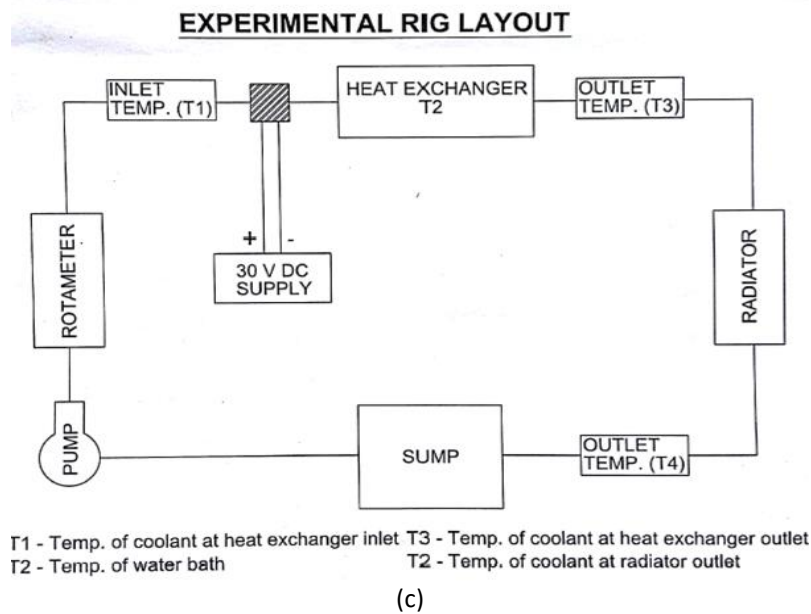 EXPERIMENTAL RIG LAYOUT
INLET
TEMP. (T1)
HEAT EXCHANGER
T2
OUTLET
TEMP. (T3)
ROTAMETER
+ -
30 V DC
SUPPLY
RADIATOR
PUMP
SUMP
OUTLET
TEMP. (T4)
T1 - Temp. of coolant at heat exchanger inlet T3 - Temp. of coolant at heat exchanger outlet
T2 - Temp. of water bath T2 - Temp. of coolant at radiator outlet
(c)